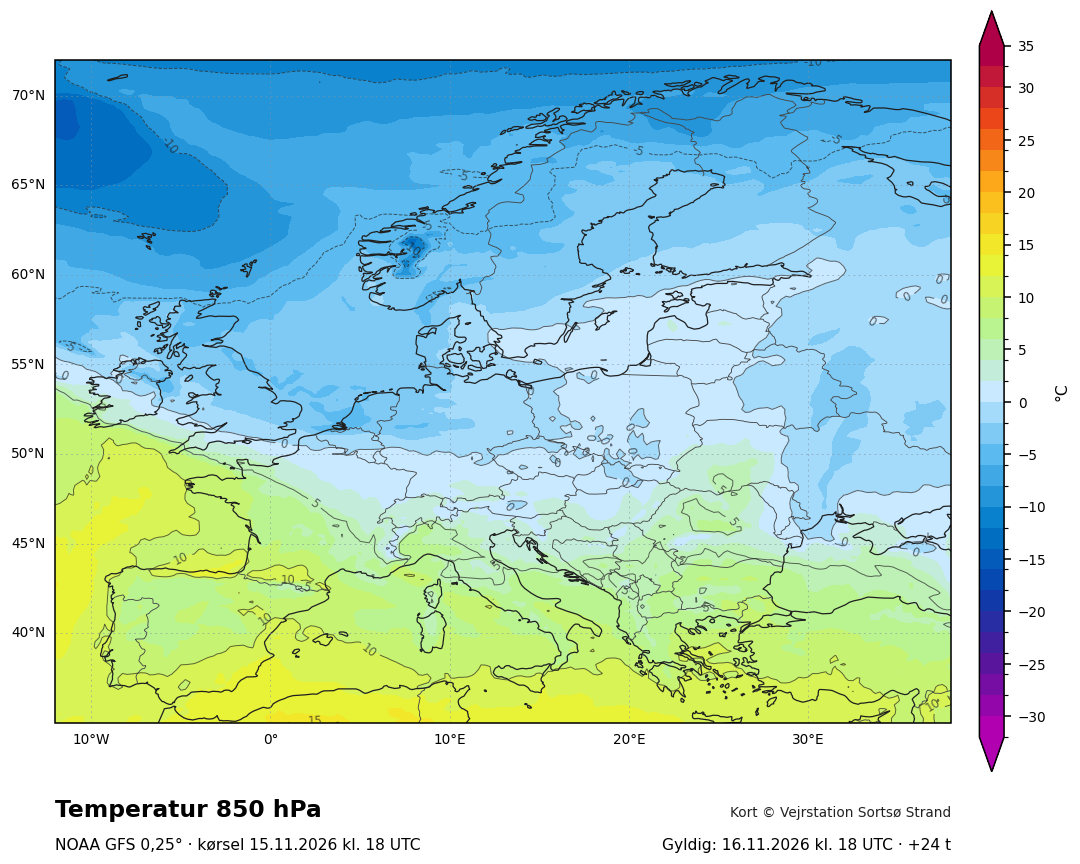 35
30
25
20
15
10
5
0
−5
−10
−15
−20
−25
−30
°C
70°N
65°N
60°N
55°N
50°N
45°N
40°N
10°W
0°
10°E
20°E
30°E
Temperatur 850 hPa
Kort © Vejrstation Sortsø Strand
NOAA GFS 0,25° · kørsel 15.11.2026 kl. 18 UTC
Gyldig: 16.11.2026 kl. 18 UTC · +24 t